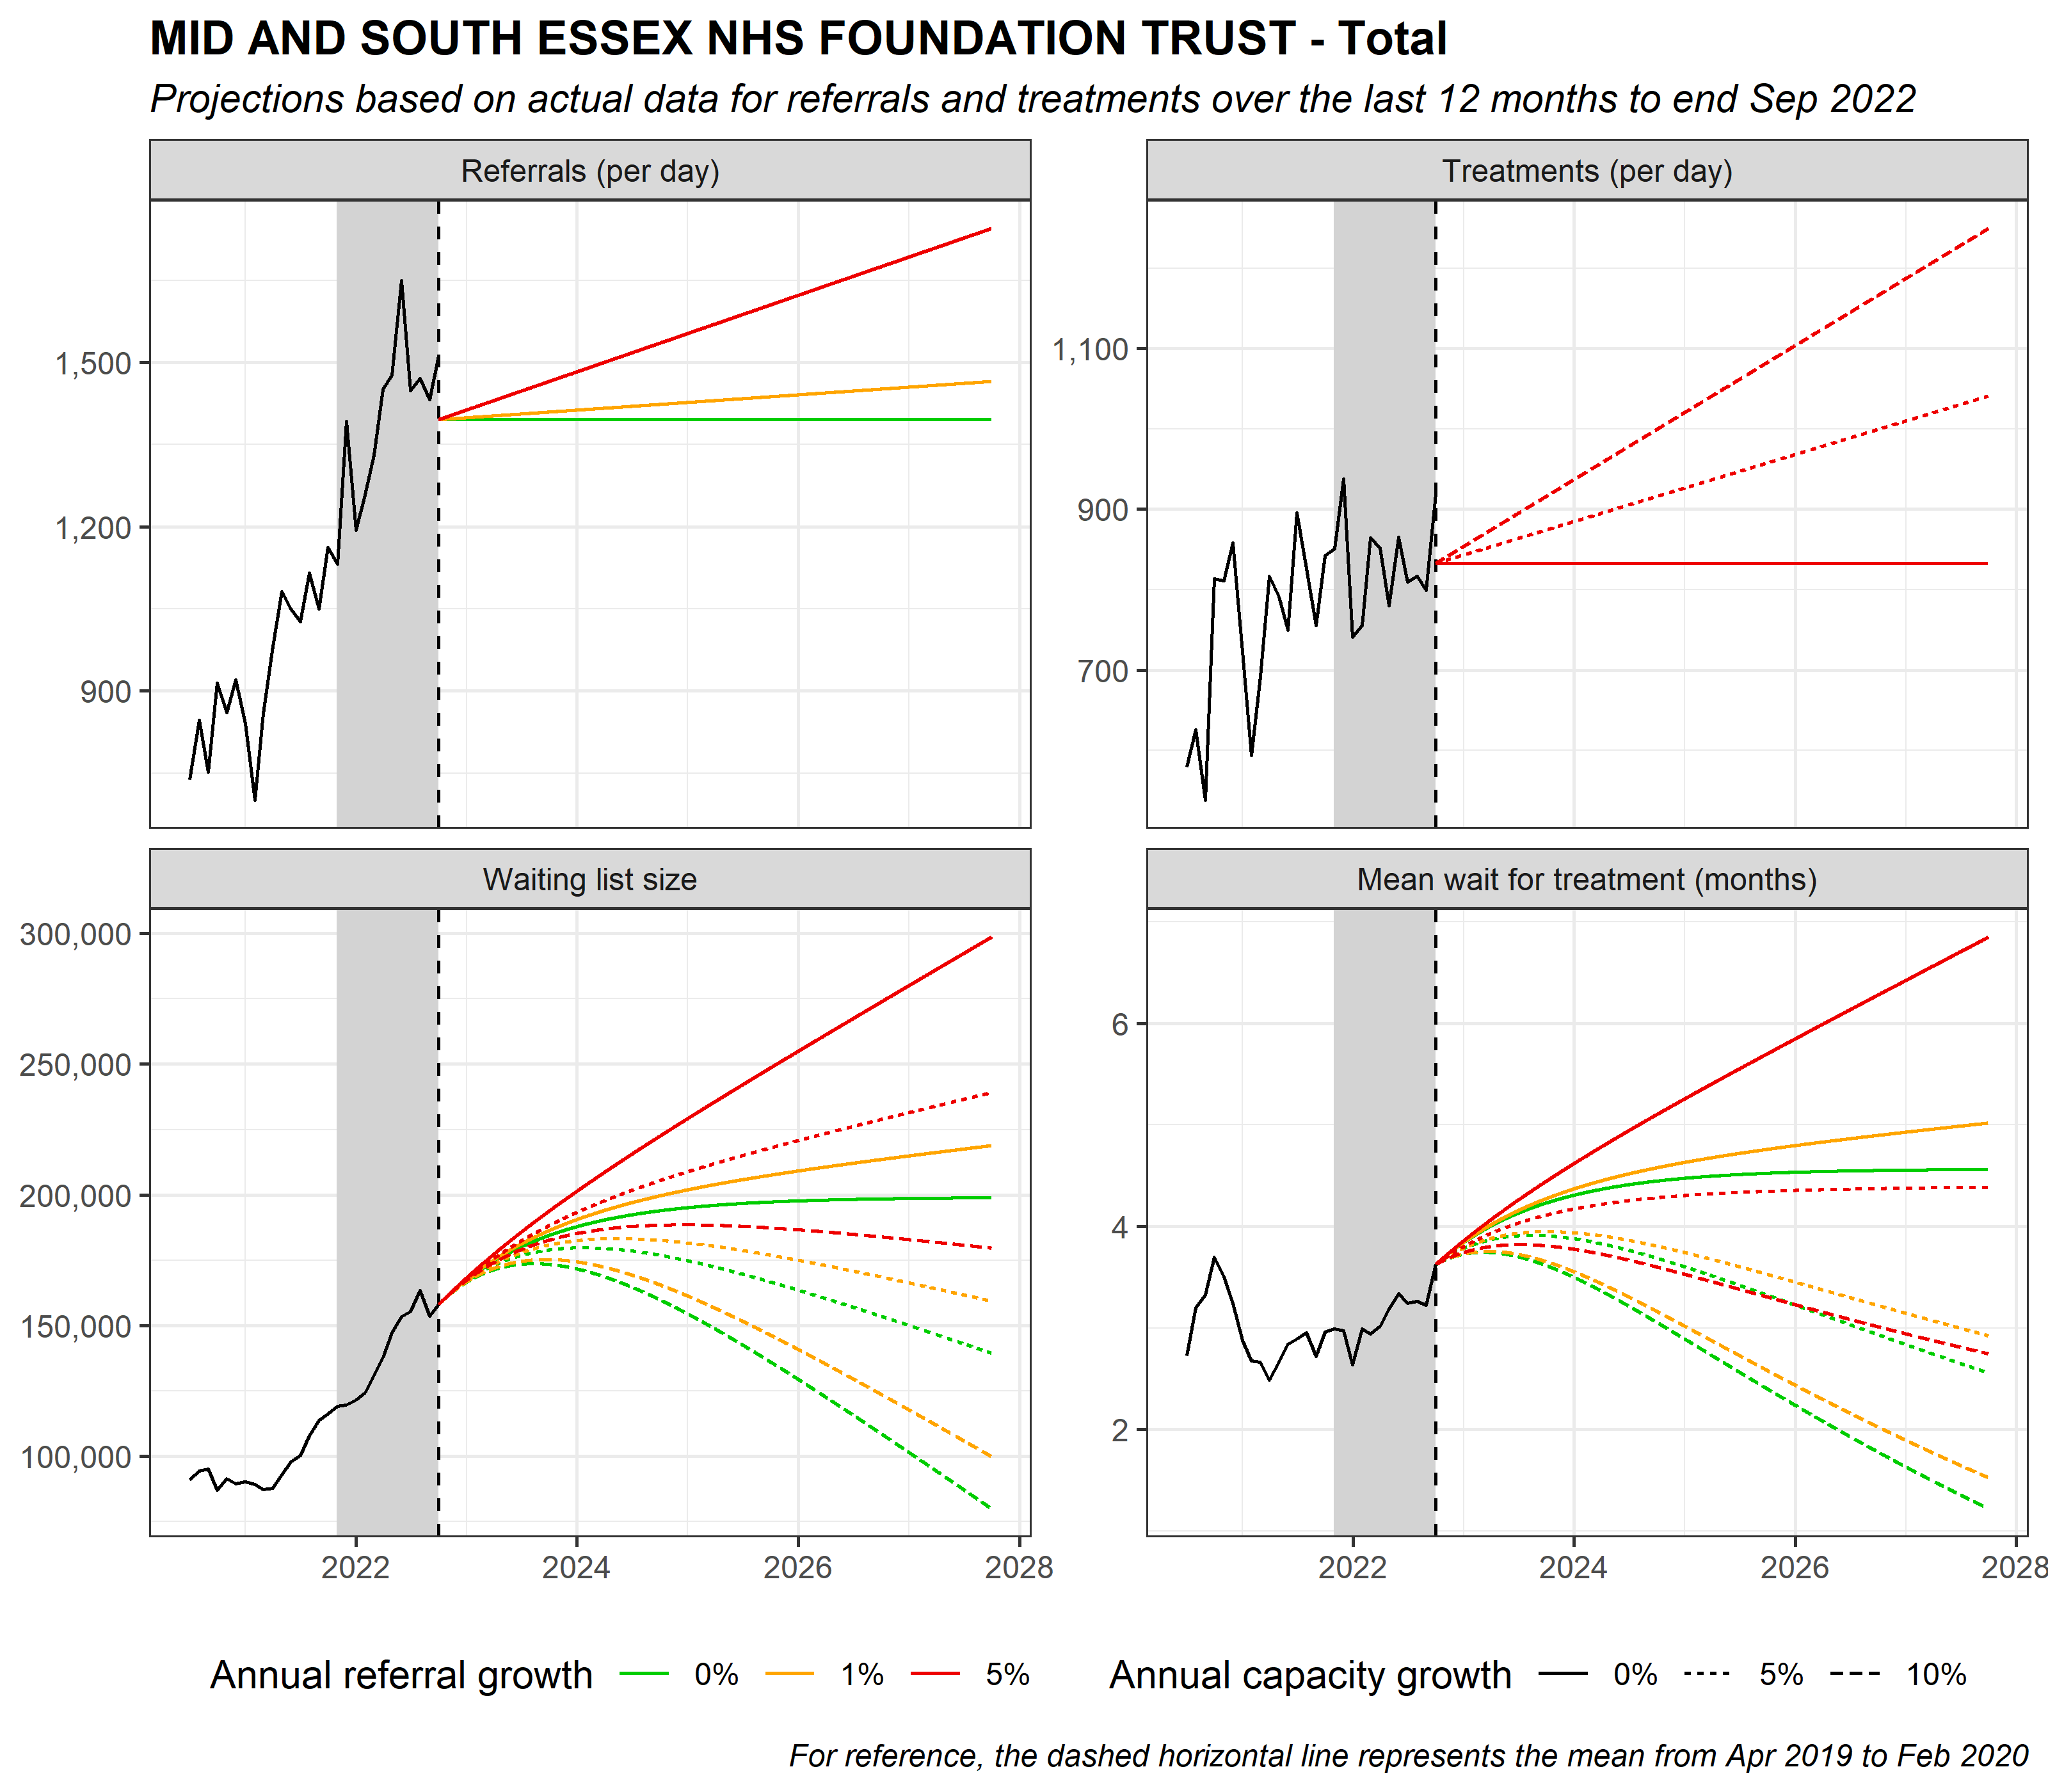 MID AND SOUTH ESSEX NHS FOUNDATION TRUST - Total
Projections based on actual data for referrals and treatments over the last 12 months to end Sep 2022
Referrals (per day)
1,500
1,200
900
Treatments (per day)
1,100
900
700
Waiting list size
300,000
250,000
200,000
150,000
100,000
2022 2024 2026 2028
Mean wait for treatment (months)
6
4
2
2022 2024 2026 2028
Annual referral growth 0% 1% 5%
Annual capacity growth 0% 5% 10%
For reference, the dashed horizontal line represents the mean from Apr 2019 to Feb 2020